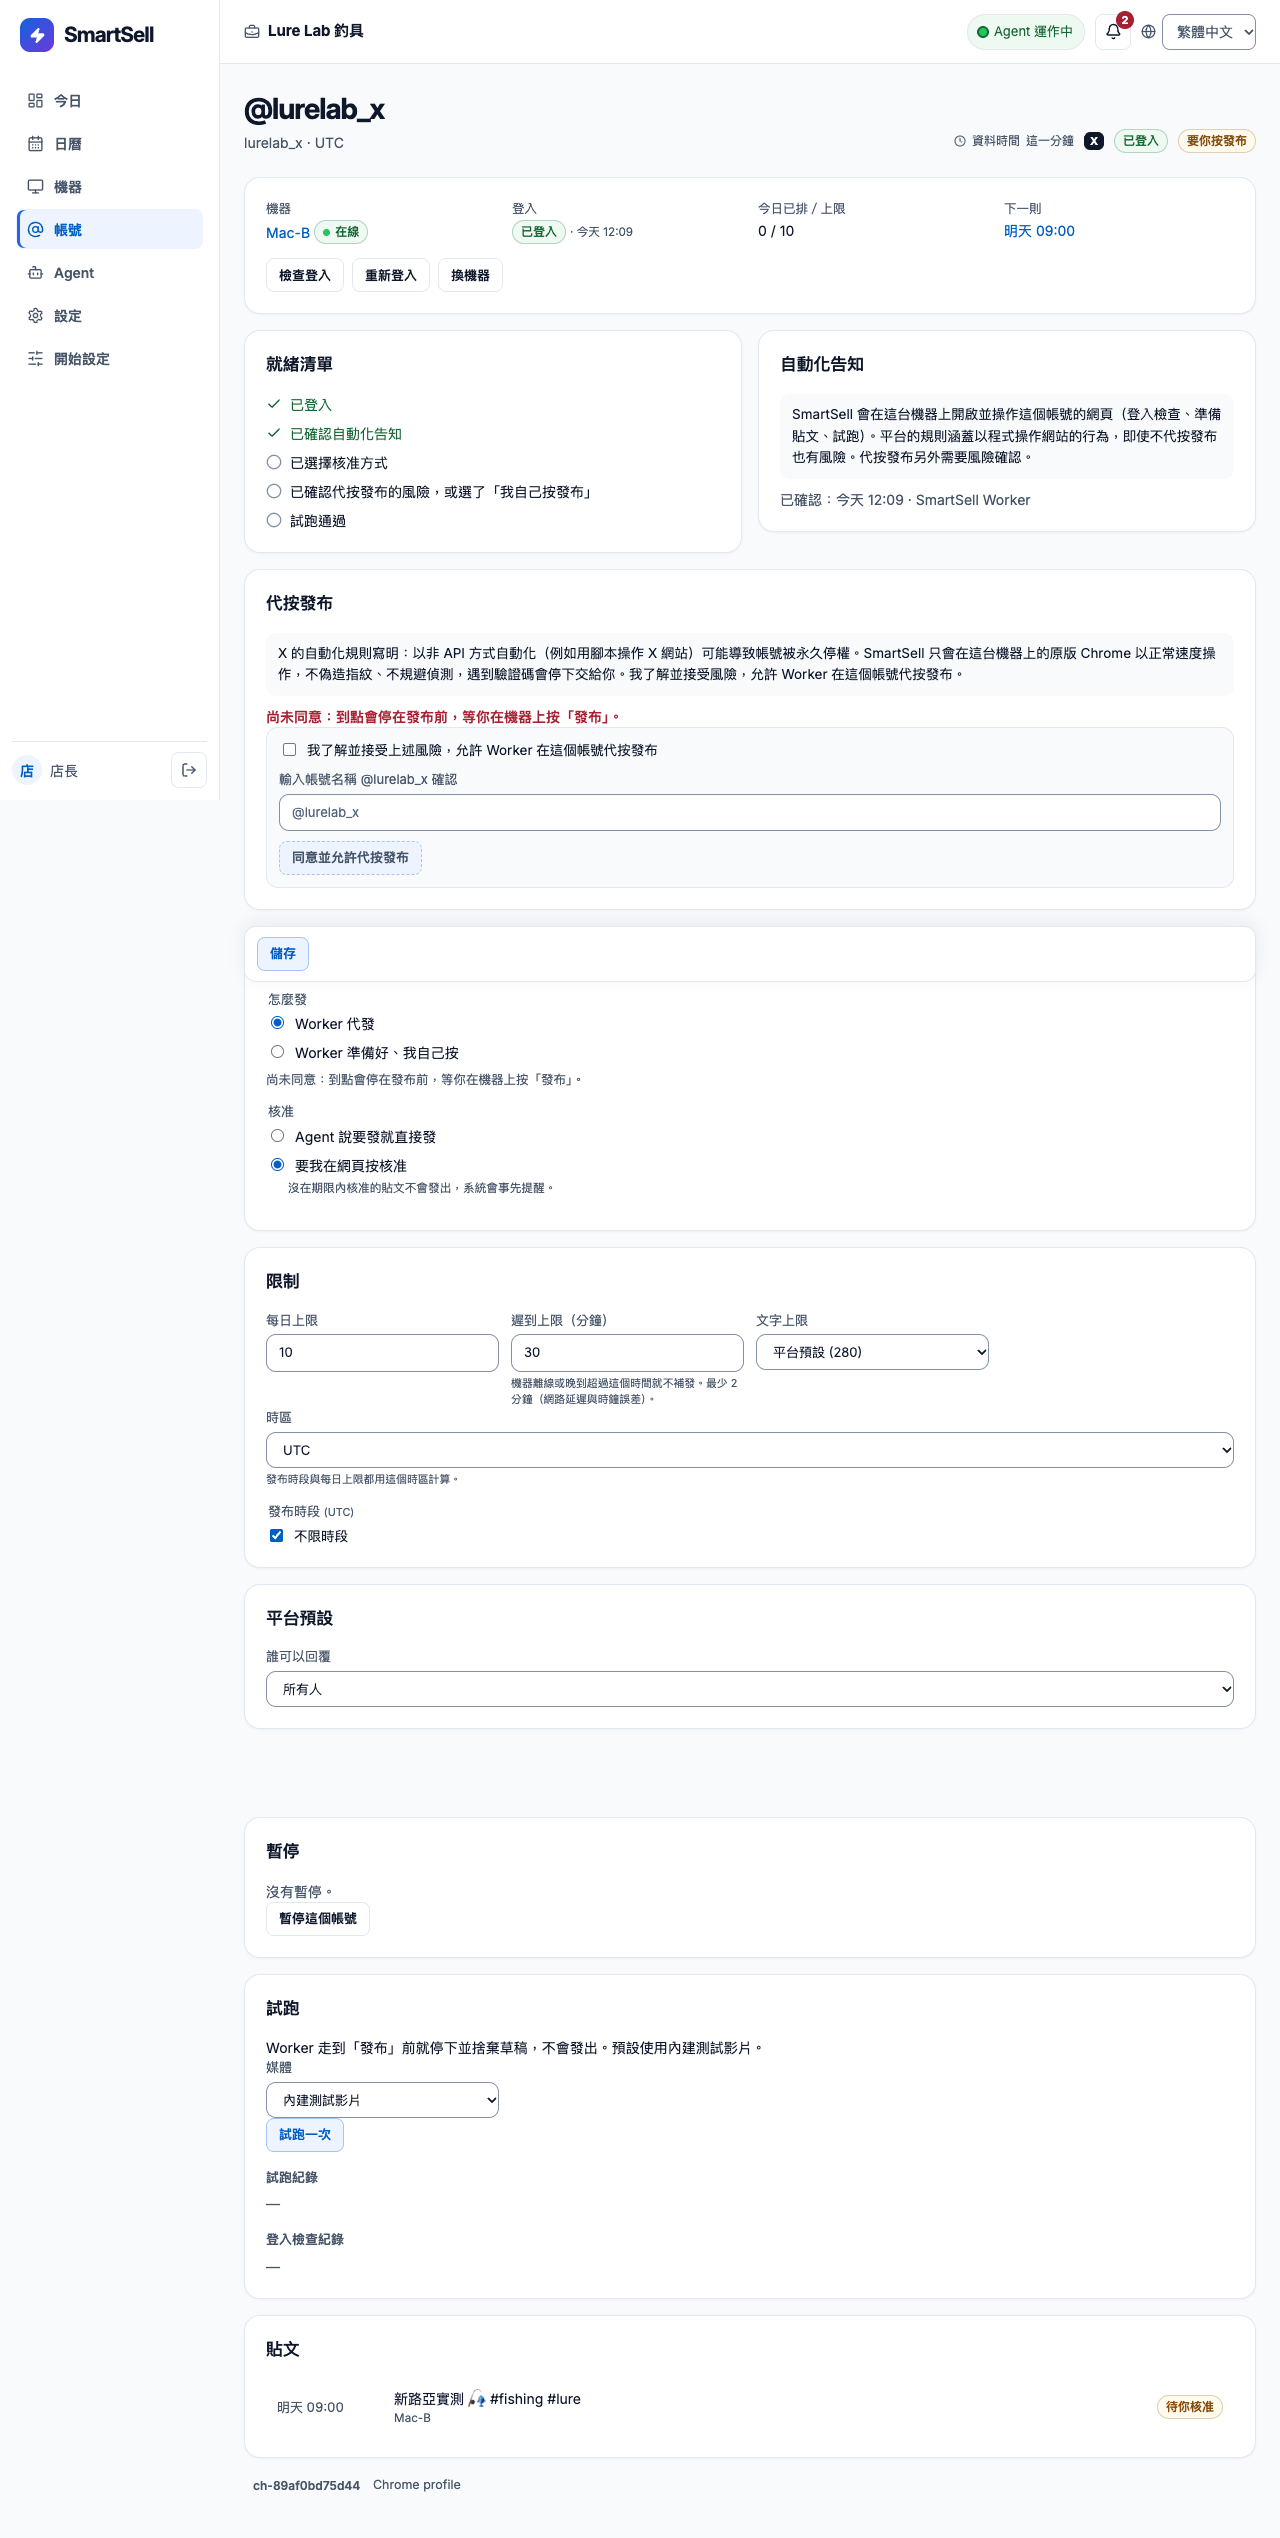 SmartSell
Lure Lab 釣具
Agent 運作中
2
繁體中文
今日
日曆
機器
帳號
Agent
設定
開始設定
店 店長
@lurelab_x
lurelab_x · UTC
資料時間 這一分鐘 X 已登入 要你按發布
機器
Mac-B 在線
登入
已登入 · 今天 12:09
今日已排 / 上限
0 / 10
下一則
明天 09:00
檢查登入 重新登入 換機器
就緒清單
已登入
已確認自動化告知
已選擇核准方式
已確認代按發布的風險，或選了「我自己按發布」
試跑通過
自動化告知
SmartSell 會在這台機器上開啟並操作這個帳號的網頁（登入檢查、準備
貼文、試跑）。平台的規則涵蓋以程式操作網站的行為，即使不代按發布
也有風險。代按發布另外需要風險確認。
已確認：今天 12:09 · SmartSell Worker
代按發布
X 的自動化規則寫明：以非 API 方式自動化（例如用腳本操作 X 網站）可能導致帳號被永久停權。SmartSell 只會在這台機器上的原版 Chrome 以正常速度操
作，不偽造指紋、不規避偵測，遇到驗證碼會停下交給你。我了解並接受風險，允許 Worker 在這個帳號代按發布。
尚未同意：到點會停在發布前，等你在機器上按「發布」。
我了解並接受上述風險，允許 Worker 在這個帳號代按發布
輸入帳號名稱 @lurelab_x 確認
@lurelab_x
同意並允許代按發布
儲存
怎麼發
Worker 代發
Worker 準備好、我自己按
尚未同意：到點會停在發布前，等你在機器上按「發布」。
核准
Agent 說要發就直接發
要我在網頁按核准
沒在期限內核准的貼文不會發出，系統會事先提醒。
限制
每日上限
10
遲到上限（分鐘）
30
機器離線或晚到超過這個時間就不補發。最少 2
分鐘（網路延遲與時鐘誤差）。
文字上限
平台預設 (280)
時區
UTC
發布時段與每日上限都用這個時區計算。
發布時段 (UTC)
不限時段
平台預設
誰可以回覆
所有人
暫停
沒有暫停。
暫停這個帳號
試跑
Worker 走到「發布」前就停下並捨棄草稿，不會發出。預設使用內建測試影片。
媒體
內建測試影片
試跑一次
試跑紀錄
—
登入檢查紀錄
—
貼文
明天 09:00
新路亞實測 🎣 #fishing #lure
Mac-B
待你核准
ch-89af0bd75d44 Chrome profile